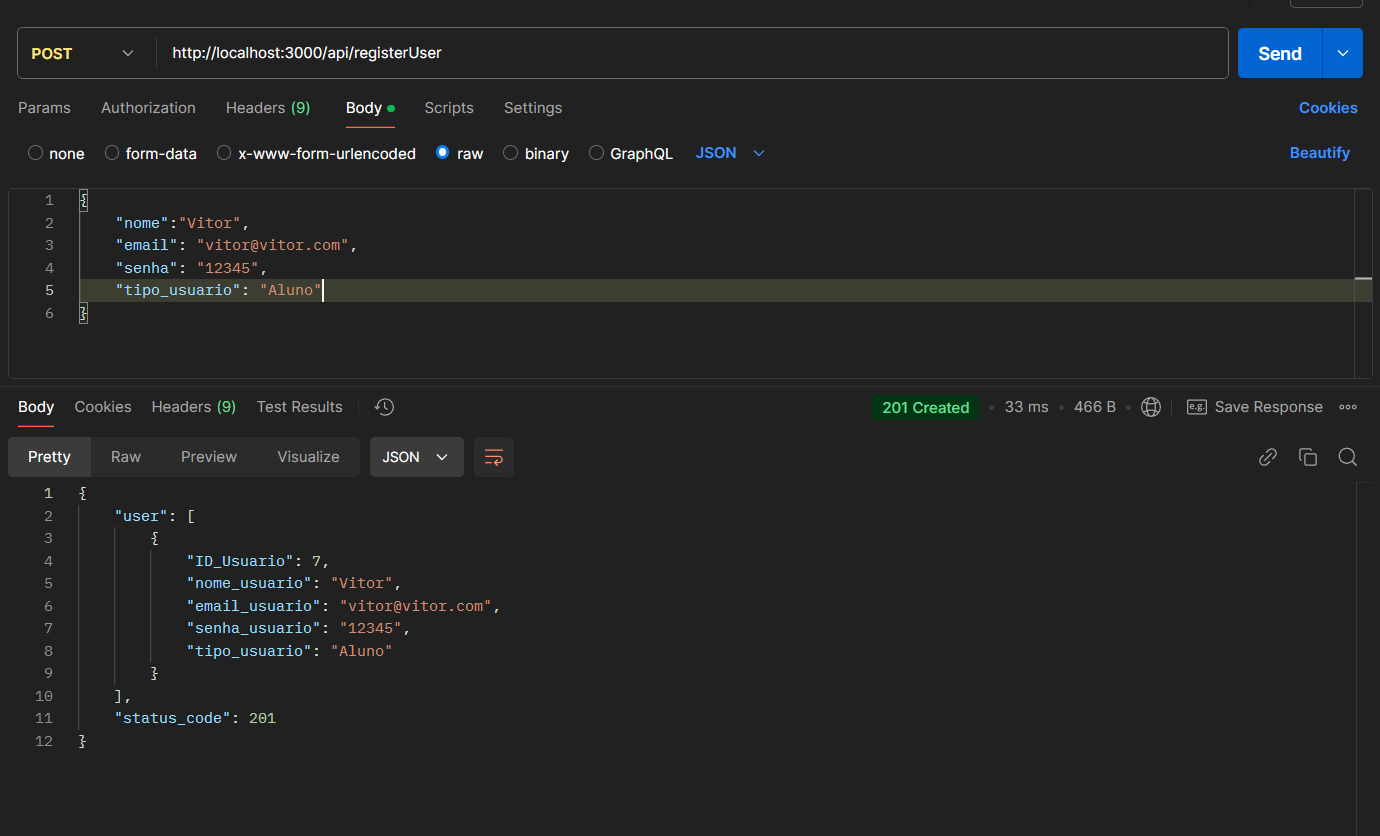 POST http://localhost:3000/api/registerUser Send
Params Authorization Headers (9) Body Scripts Settings Cookies
none form-data x-www-form-urlencoded raw binary GraphQL JSON Beautify
1 {
2 "nome":"Vitor",
3 "email": "vitor@vitor.com",
4 "senha": "12345",
5 "tipo_usuario": "Aluno"
6 }
Body Cookies Headers (9) Test Results 201 Created 33 ms 466 B e.g. Save Response
Pretty Raw Preview Visualize JSON
1 {
2 "user": [
3 {
4 "ID_Usuario": 7,
5 "nome_usuario": "Vitor",
6 "email_usuario": "vitor@vitor.com",
7 "senha_usuario": "12345",
8 "tipo_usuario": "Aluno"
9 }
10 ],
11 "status_code": 201
12 }